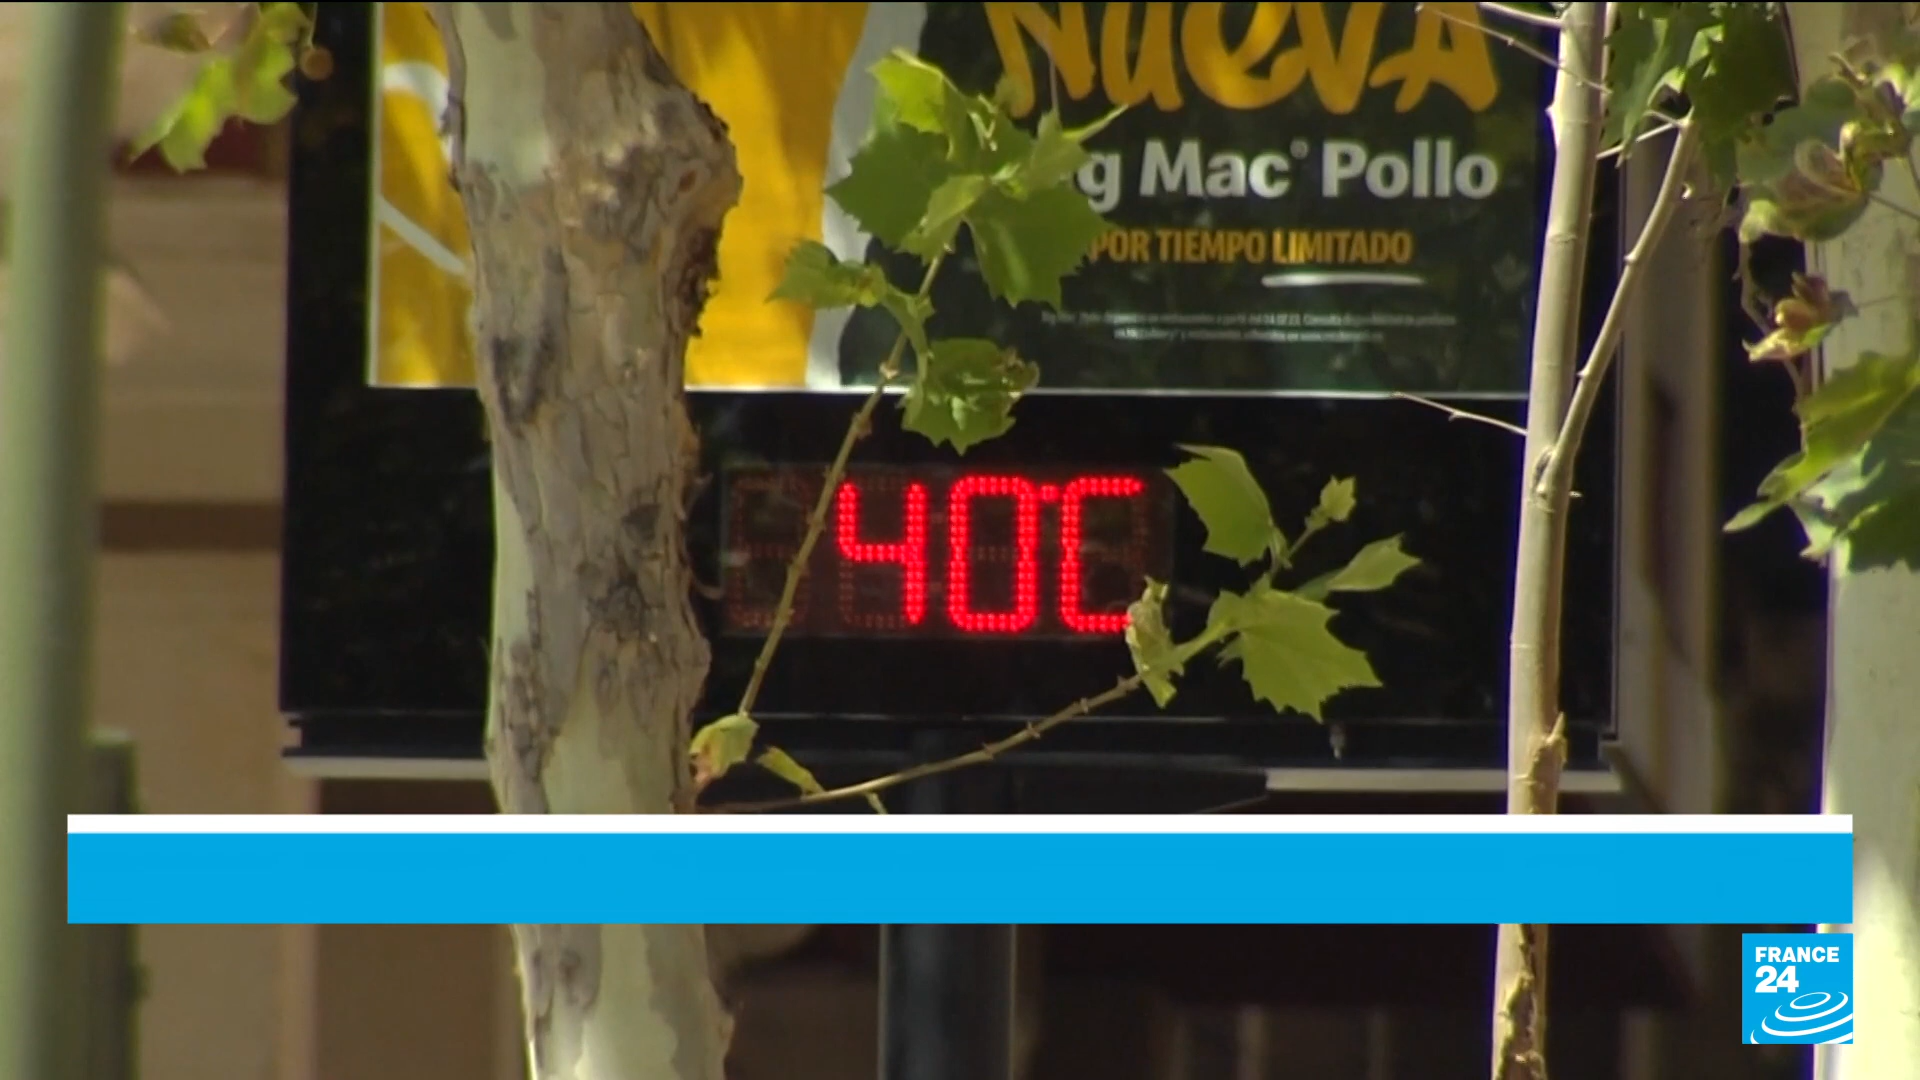 NUEVA
g Mac® Pollo
POR TIEMPO LIMITADO
40°C
FRANCE
24